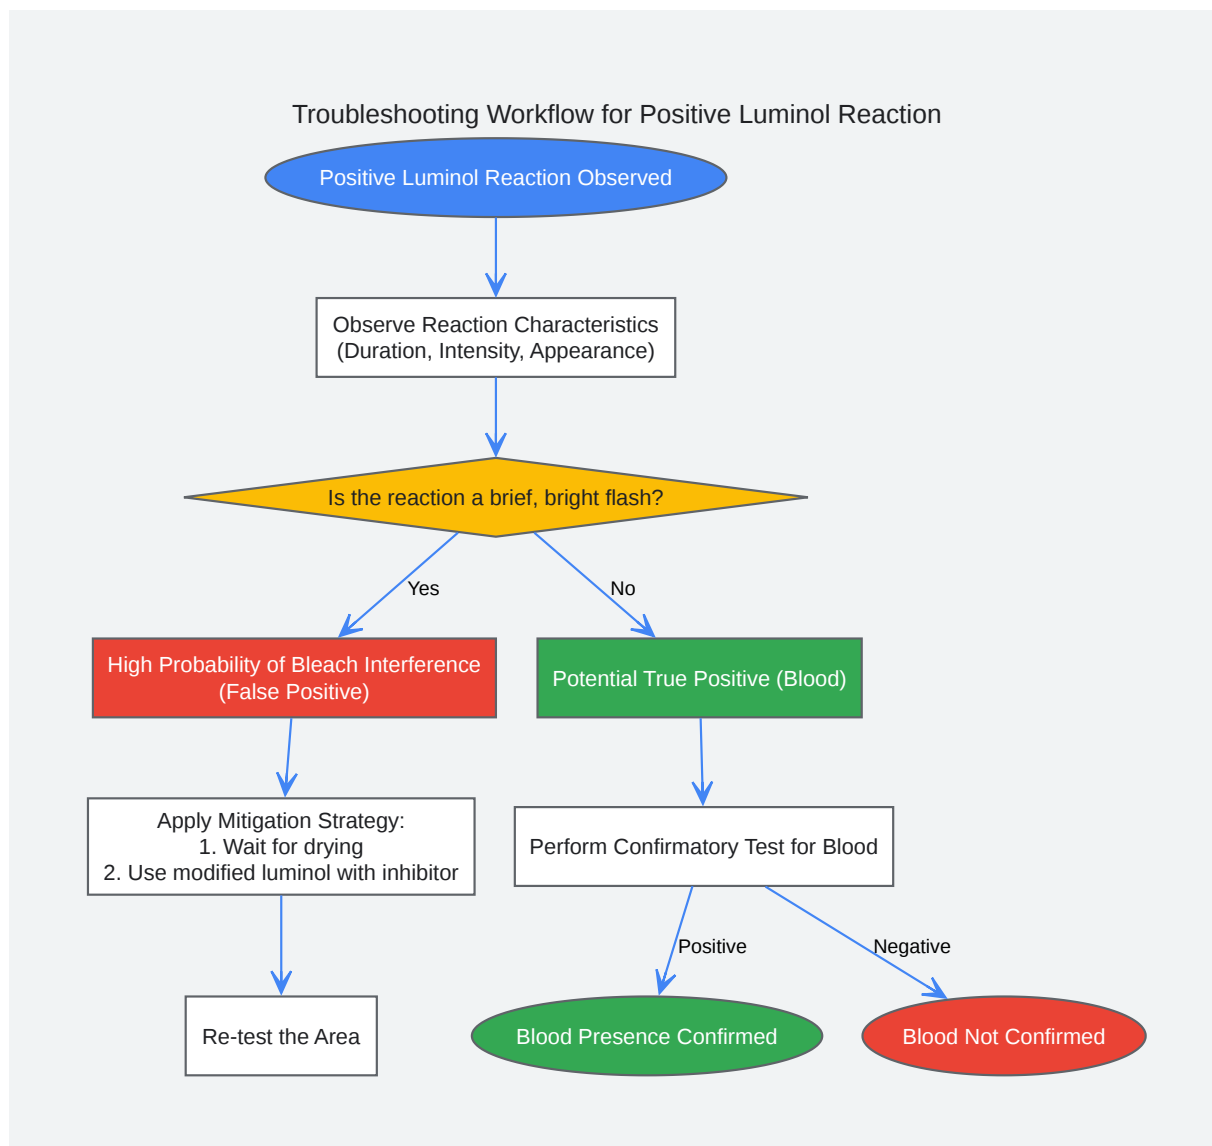 Troubleshooting Workflow for Positive Luminol Reaction
Positive Luminol Reaction Observed
Observe Reaction Characteristics
(Duration, Intensity, Appearance)
Is the reaction a brief, bright flash?
Yes
No
High Probability of Bleach Interference
(False Positive)
Potential True Positive (Blood)
Apply Mitigation Strategy:
1. Wait for drying
2. Use modified luminol with inhibitor
Perform Confirmatory Test for Blood
Positive
Negative
Re-test the Area
Blood Presence Confirmed
Blood Not Confirmed